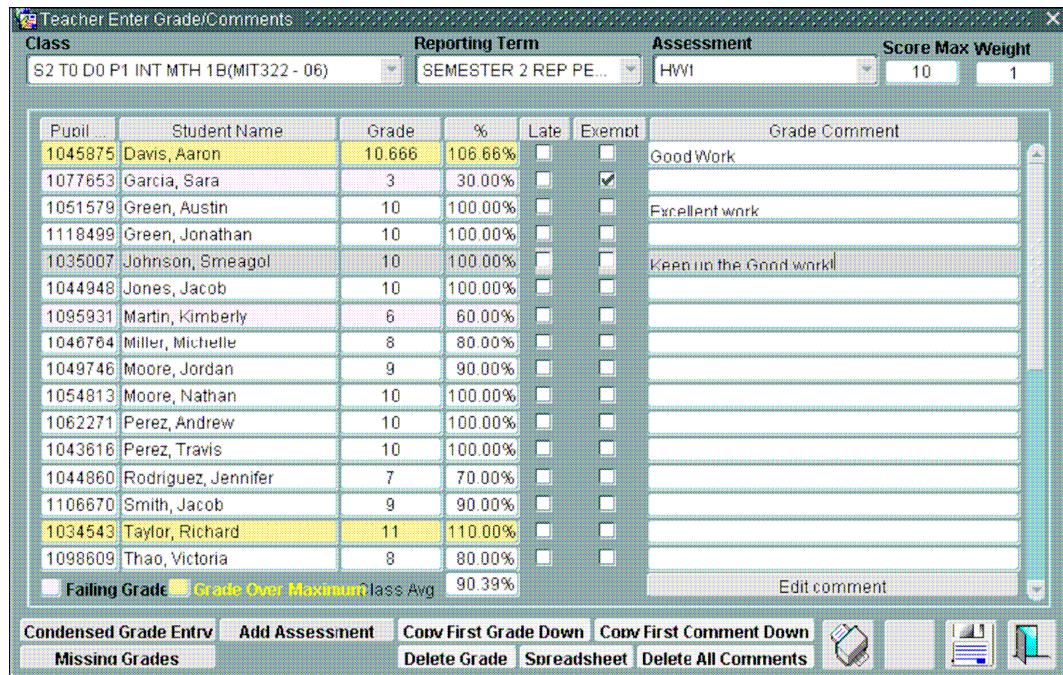 Teacher Enter Grade/Comments
Class Reporting Term Assessment Score Max Weight
S2 T0 D0 P1 INT MTH 1B(MIT322 - 06) SEMESTER 2 REP PE... HW1 10 1
Pupil ... Student Name Grade % Late Exempt Grade Comment
1045875 Davis, Aaron 10.666 106.66% Good Work
1077653 Garcia, Sara 3 30.00%
1051579 Green, Austin 10 100.00% Excellent work
1118499 Green, Jonathan 10 100.00%
1035007 Johnson, Smeagol 10 100.00% Keep up the Good work!
1044948 Jones, Jacob 10 100.00%
1095931 Martin, Kimberly 6 60.00%
1046764 Miller, Michelle 8 80.00%
1049746 Moore, Jordan 9 90.00%
1054813 Moore, Nathan 10 100.00%
1062271 Perez, Andrew 10 100.00%
1043616 Perez, Travis 10 100.00%
1044860 Rodriguez, Jennifer 7 70.00%
1106670 Smith, Jacob 9 90.00%
1034543 Taylor, Richard 11 110.00%
1098609 Thao, Victoria 8 80.00%
Failing Grade Grade Over Maximum Class Avg 90.39% Edit comment
Condensed Grade Entry Add Assessment Copy First Grade Down Copy First Comment Down
Missing Grades Delete Grade Spreadsheet Delete All Comments